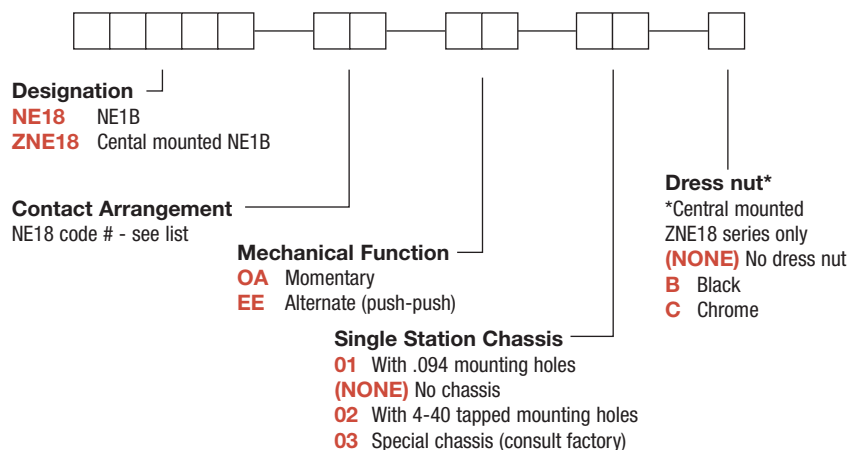 Designation
NE18 NE1B
ZNE18 Cental mounted NE1B
Contact Arrangement
NE18 code # - see list
Mechanical Function
OA Momentary
EE Alternate (push-push)
Single Station Chassis
01 With .094 mounting holes
(NONE) No chassis
02 With 4-40 tapped mounting holes
03 Special chassis (consult factory)
Dress nut*
*Central mounted
ZNE18 series only
(NONE) No dress nut
B Black
C Chrome